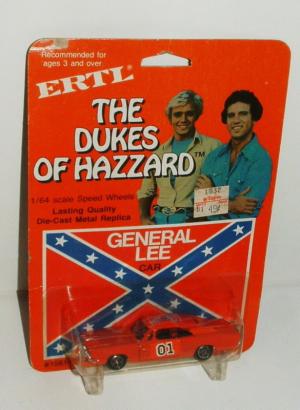 Recommended for
ages 3 and over
ERTL
THE
DUKES
OF HAZZARD
TM
1/64 scale Speed Wheels
Lasting Quality
Die-Cast Metal Replica
GENERAL
LEE
CAR
01